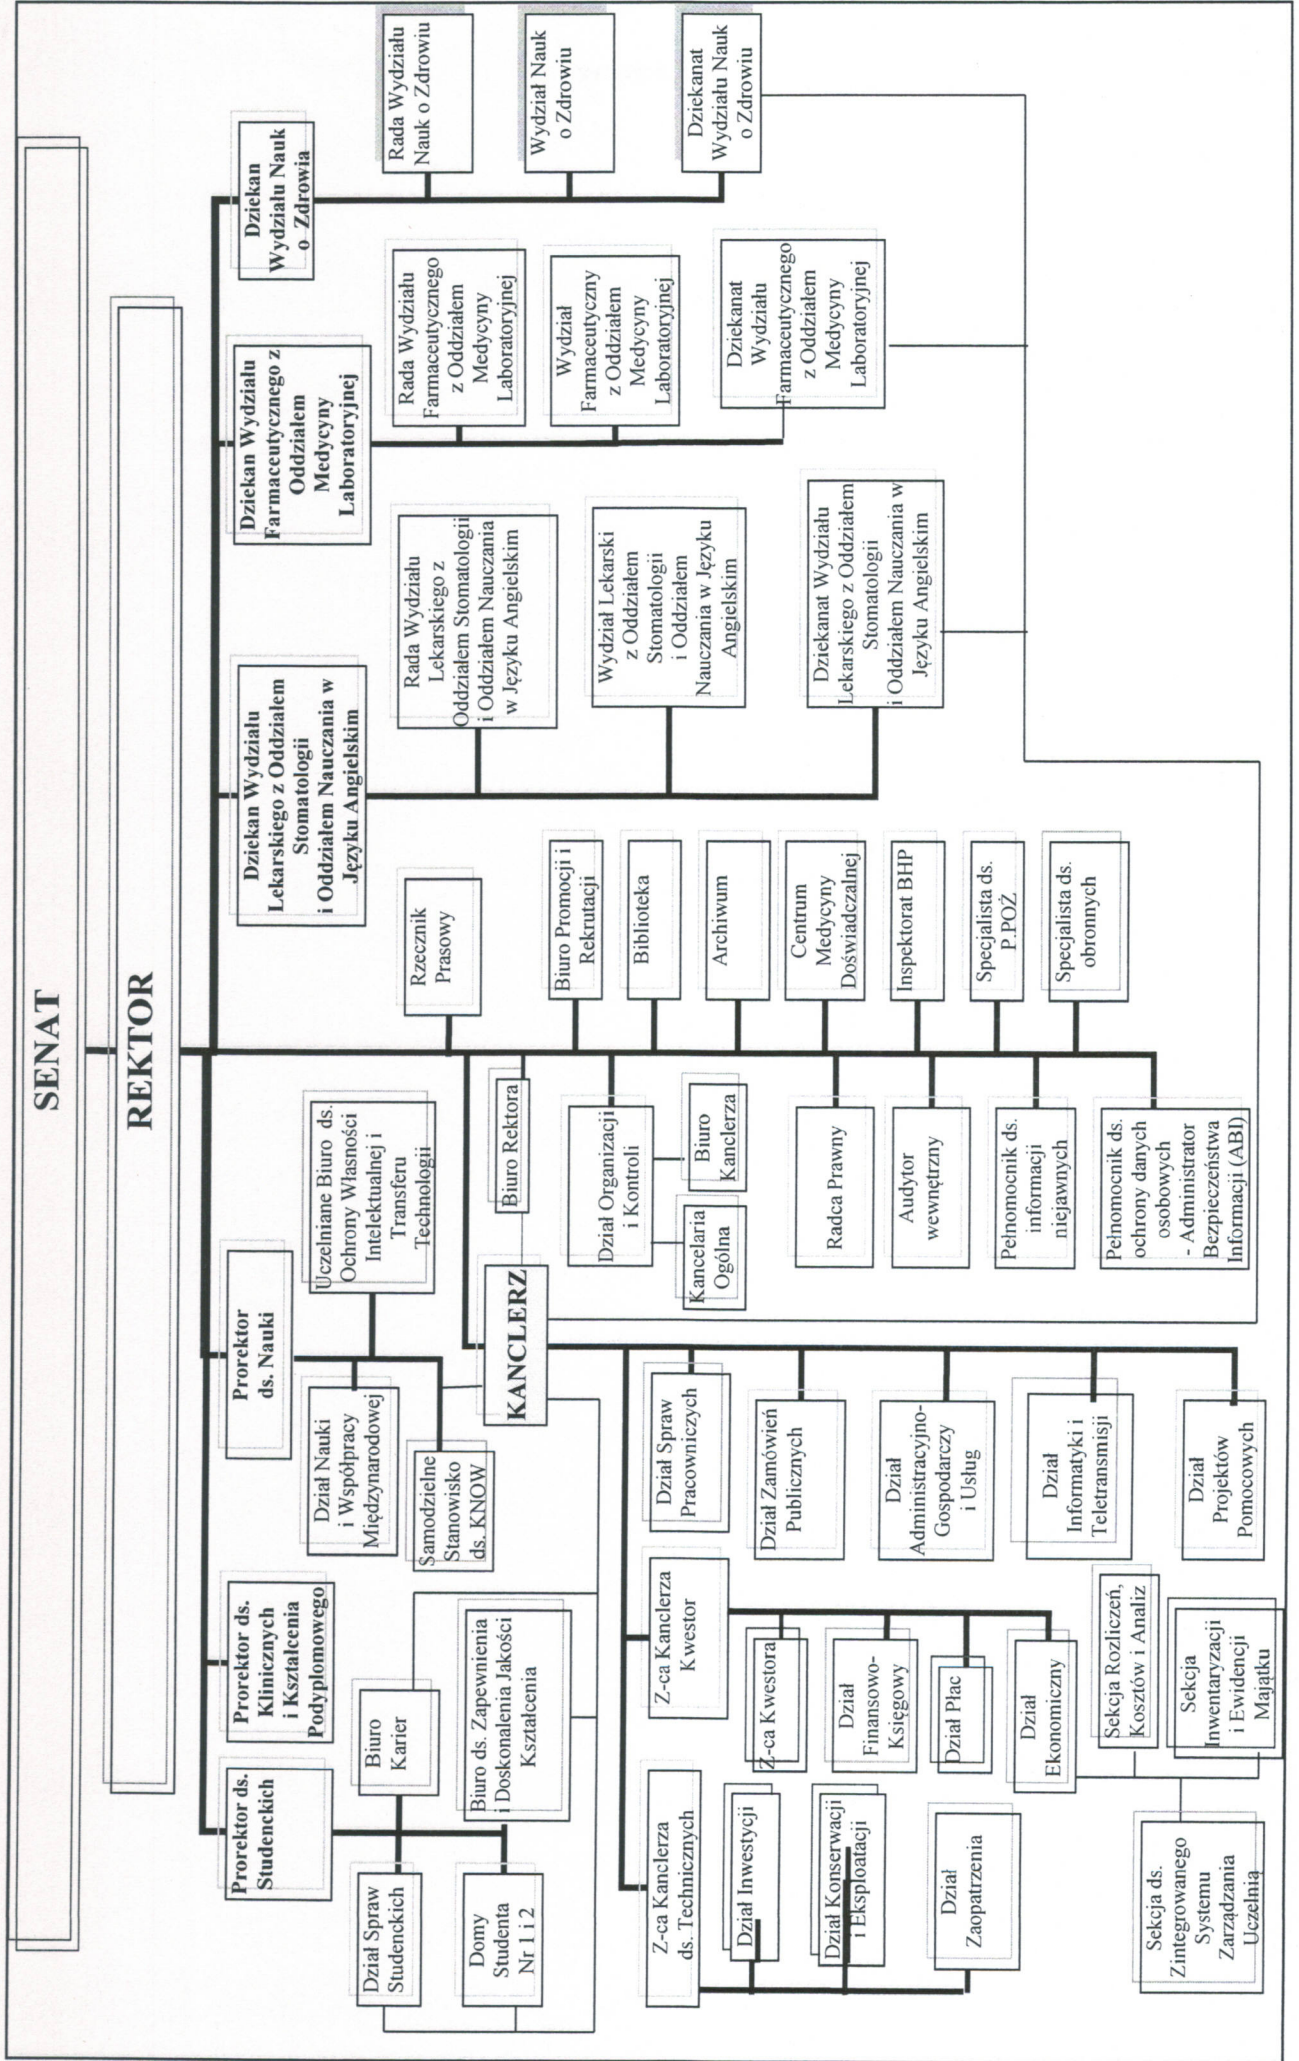 SENAT
REKTOR
Prorektor ds.
Studenckich
Prorektor ds.
Klinicznych
i Kształcenia
Podyplomowego
Prorektor
ds. Nauki
Dziekan Wydziału
Lekarskiego z Oddziałem
Stomatologii
i Oddziałem Nauczania w
Języku Angielskim
Dziekan Wydziału
Farmaceutycznego z
Oddziałem
Medycyny
Laboratoryjnej
Dziekan
Wydziału Nauk
o Zdrowia
Dział Spraw
Studenckich
Biuro
Karier
Domy
Studenta
Nr 1 i 2
Biuro ds. Zapewnienia
i Doskonalenia Jakości
Kształcenia
Dział Nauki
i Współpracy
Międzynarodowej
Uczelniane Biuro ds.
Ochrony Własności
Intelektualnej i
Transferu
Technologii
Samodzielne
Stanowisko
ds. KNOW
KANCLERZ
Biuro Rektora
Rzecznik
Prasowy
Dział Organizacji
i Kontroli
Kancelaria
Ogólna
Biuro
Kanclerza
Biuro Promocji i
Rekrutacji
Biblioteka
Archiwum
Centrum
Medycyny
Doświadczalnej
Inspektorat BHP
Specjalista ds.
P.POŻ
Specjalista ds.
obronnych
Radca Prawny
Audytor
wewnętrzny
Pełnomocnik ds.
informacji
niejawnych
Pełnomocnik ds.
ochrony danych
osobowych
- Administrator
Bezpieczeństwa
Informacji (ABI)
Rada Wydziału
Lekarskiego z
Oddziałem Stomatologii
i Oddziałem Nauczania
w Języku Angielskim
Wydział Lekarski
z Oddziałem
Stomatologii
i Oddziałem
Nauczania w Języku
Angielskim
Dziekanat Wydziału
Lekarskiego z Oddziałem
Stomatologii
i Oddziałem Nauczania w
Języku Angielskim
Rada Wydziału
Farmaceutycznego
z Oddziałem
Medycyny
Laboratoryjnej
Wydział
Farmaceutyczny
z Oddziałem
Medycyny
Laboratoryjnej
Dziekanat
Wydziału
Farmaceutycznego
z Oddziałem
Medycyny
Laboratoryjnej
Rada Wydziału
Nauk o Zdrowiu
Wydział Nauk
o Zdrowiu
Dziekanat
Wydziału Nauk
o Zdrowiu
Z-ca Kanclerza
ds. Technicznych
Z-ca Kanclerza
Kwestor
Dział Spraw
Pracowniczych
Dział Zamówień
Publicznych
Dział
Administracyjno-
Gospodarczy
i Usług
Dział
Informatyki i
Teletransmisji
Dział
Projektów
Pomocowych
Dział Inwestycji
Dział Konserwacji
i Eksploatacji
Dział
Zaopatrzenia
Z-ca Kwestora
Dział
Finansowo-
Księgowy
Dział Płac
Dział
Ekonomiczny
Sekcja Rozliczeń,
Kosztów i Analiz
Sekcja
Inwentaryzacji
i Ewidencji
Majątku
Sekcja ds.
Zintegrowanego
Systemu
Zarządzania
Uczelnią